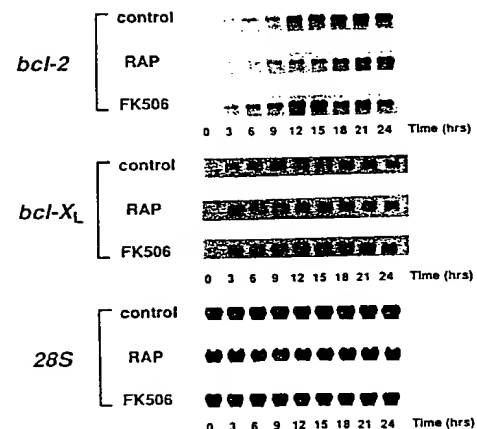 control
bcl-2 RAP
FK506
0 3 6 9 12 15 18 21 24 Time (hrs)
control
bcl-XL RAP
FK506
0 3 6 9 12 15 18 21 24 Time (hrs)
control
28S RAP
FK506
0 3 6 9 12 15 18 21 24 Time (hrs)